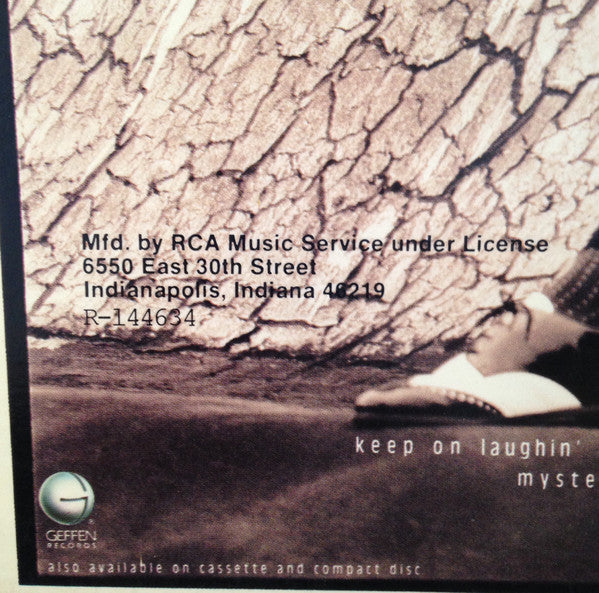 Mfd. by RCA Music Service under License
6550 East 30th Street
Indianapolis, Indiana 46219
R-144634
keep on laughin'
myste
G
®
GEFFEN
RECORDS
also available on cassette and compact disc